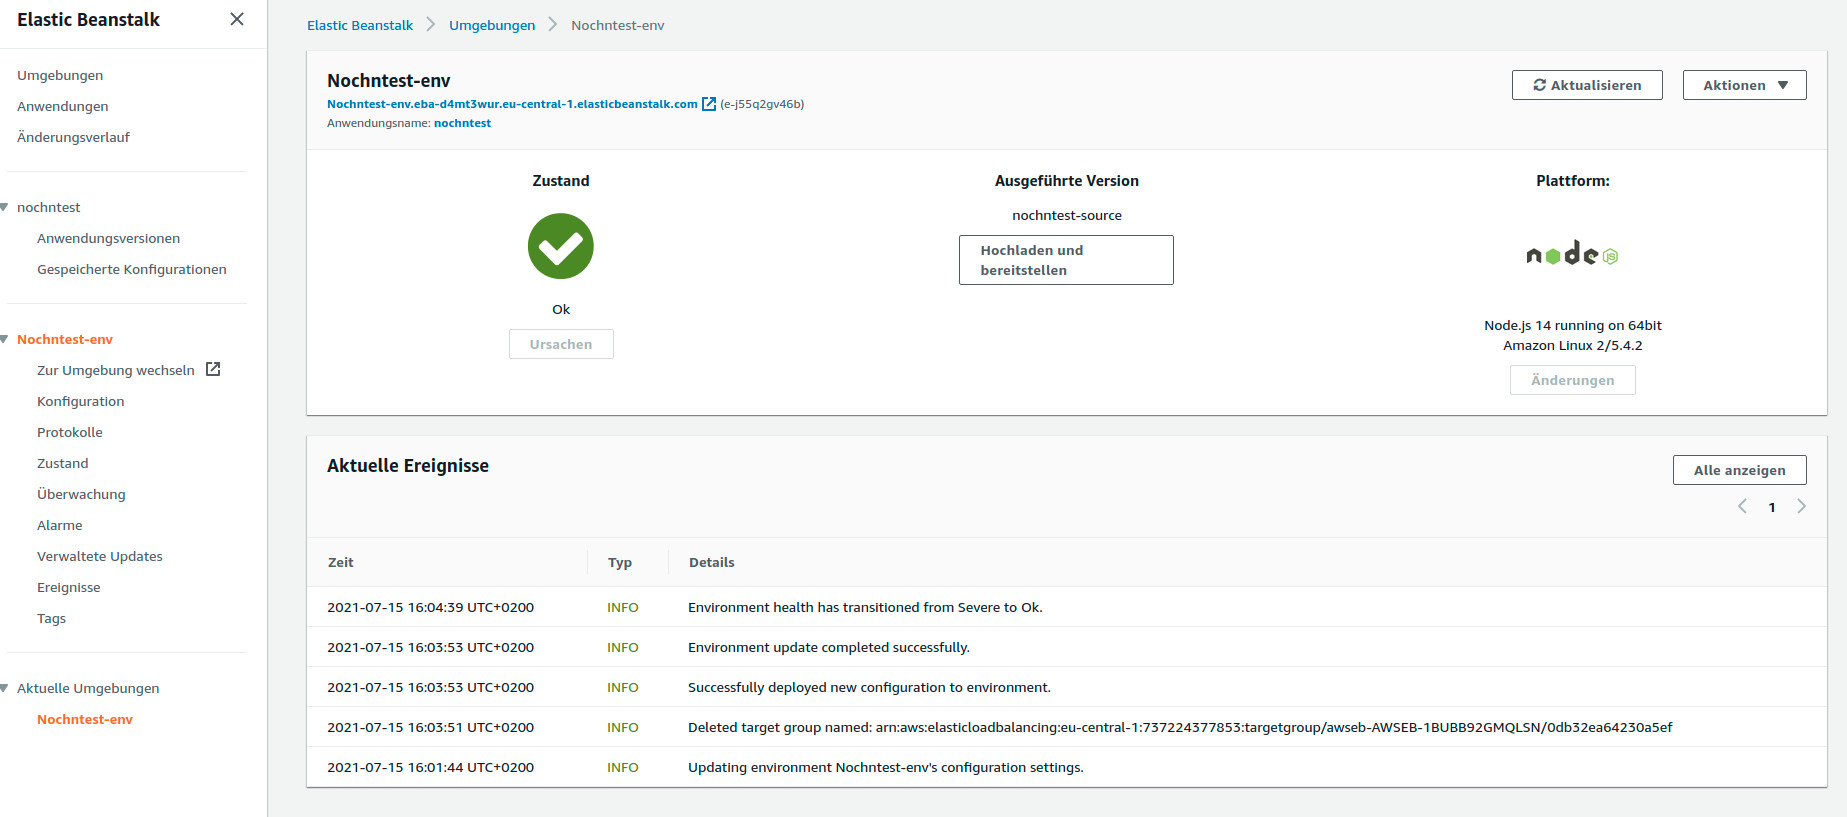 Elastic Beanstalk
Umgebungen
Anwendungen
Änderungsverlauf
nochntest
Anwendungsversionen
Gespeicherte Konfigurationen
Nochntest-env
Zur Umgebung wechseln
Konfiguration
Protokolle
Zustand
Überwachung
Alarme
Verwaltete Updates
Ereignisse
Tags
Aktuelle Umgebungen
Nochntest-env
Elastic Beanstalk Umgebungen Nochntest-env
Nochntest-env
Nochntest-env.eba-d4mt3wur.eu-central-1.elasticbeanstalk.com (e-j55q2gv46b)
Anwendungsname: nochntest
Aktualisieren
Aktionen
Zustand
Ok
Ursachen
Ausgeführte Version
nochntest-source
Hochladen und
bereitstellen
Plattform:
node JS
Node.js 14 running on 64bit
Amazon Linux 2/5.4.2
Änderungen
Aktuelle Ereignisse
Alle anzeigen
1
Zeit Typ Details
2021-07-15 16:04:39 UTC+0200 INFO Environment health has transitioned from Severe to Ok.
2021-07-15 16:03:53 UTC+0200 INFO Environment update completed successfully.
2021-07-15 16:03:53 UTC+0200 INFO Successfully deployed new configuration to environment.
2021-07-15 16:03:51 UTC+0200 INFO Deleted target group named: arn:aws:elasticloadbalancing:eu-central-1:737224377853:targetgroup/awseb-AWSEB-1BUBB92GMQLSN/0db32ea64230a5ef
2021-07-15 16:01:44 UTC+0200 INFO Updating environment Nochntest-env's configuration settings.